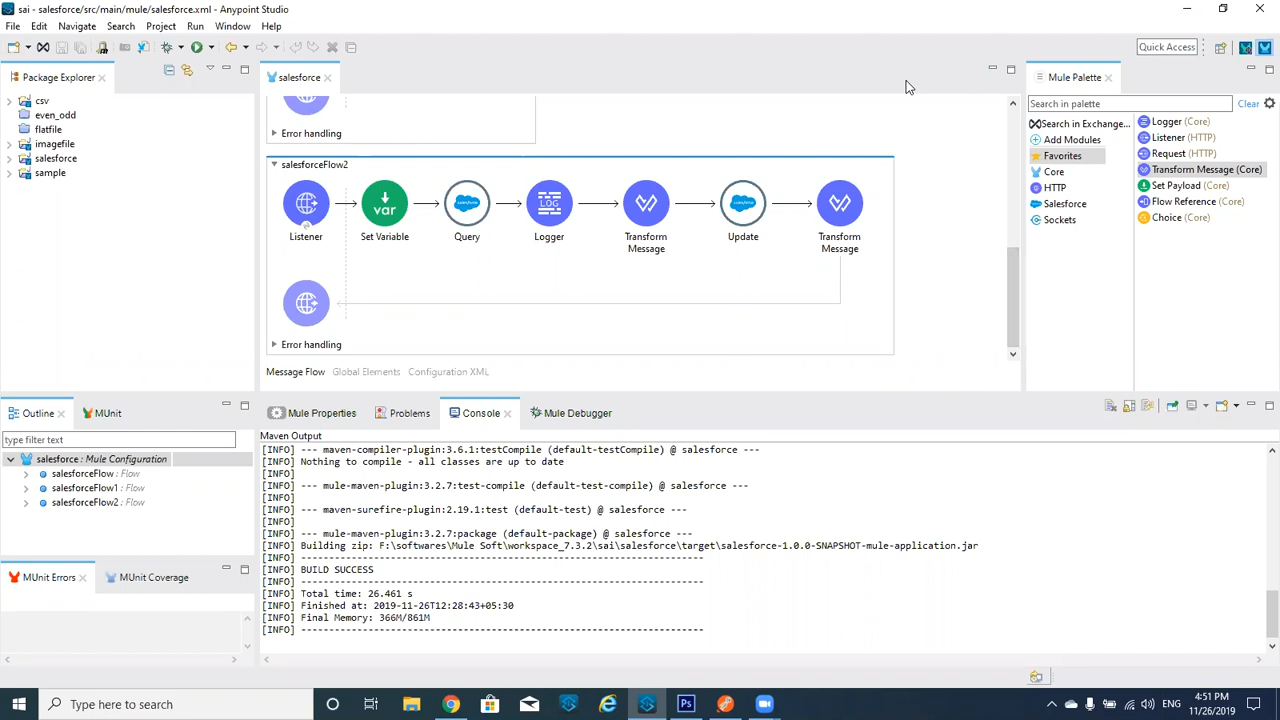 sai - salesforce/src/main/mule/salesforce.xml - Anypoint Studio
File Edit Navigate Search Project Run Window Help
Quick Access
Package Explorer
csv
even_odd
flatfile
imagefile
salesforce
sample
salesforce
Error handling
salesforceFlow2
Listener
Set Variable
var
Query
salesforce
Logger
LOG
Transform
Message
Update
salesforce
Transform
Message
Error handling
Message Flow Global Elements Configuration XML
Mule Palette
Search in palette Clear
Search in Exchange...
Add Modules
Favorites
Core
HTTP
Salesforce
Sockets
Logger (Core)
Listener (HTTP)
Request (HTTP)
Transform Message (Core)
Set Payload (Core)
Flow Reference (Core)
Choice (Core)
Outline MUnit
type filter text
salesforce: Mule Configuration
salesforceFlow : Flow
salesforceFlow1 : Flow
salesforceFlow2 : Flow
MUnit Errors MUnit Coverage
Mule Properties Problems Console Mule Debugger
Maven Output
[INFO] --- maven-compiler-plugin:3.6.1:testCompile (default-testCompile) @ salesforce ---
[INFO] Nothing to compile - all classes are up to date
[INFO]
[INFO] --- mule-maven-plugin:3.2.7:test-compile (default-test-compile) @ salesforce ---
[INFO]
[INFO] --- maven-surefire-plugin:2.19.1:test (default-test) @ salesforce ---
[INFO]
[INFO] --- mule-maven-plugin:3.2.7:package (default-package) @ salesforce ---
[INFO] Building zip: F:\softwares\Mule Soft\workspace_7.3.2\sai\salesforce\target\salesforce-1.0.0-SNAPSHOT-mule-application.jar
[INFO] ------------------------------------------------------------------------
[INFO] BUILD SUCCESS
[INFO] ------------------------------------------------------------------------
[INFO] Total time: 26.461 s
[INFO] Finished at: 2019-11-26T12:28:43+05:30
[INFO] Final Memory: 366M/861M
[INFO] ------------------------------------------------------------------------
Type here to search
Ps
ENG
4:51 PM
11/26/2019